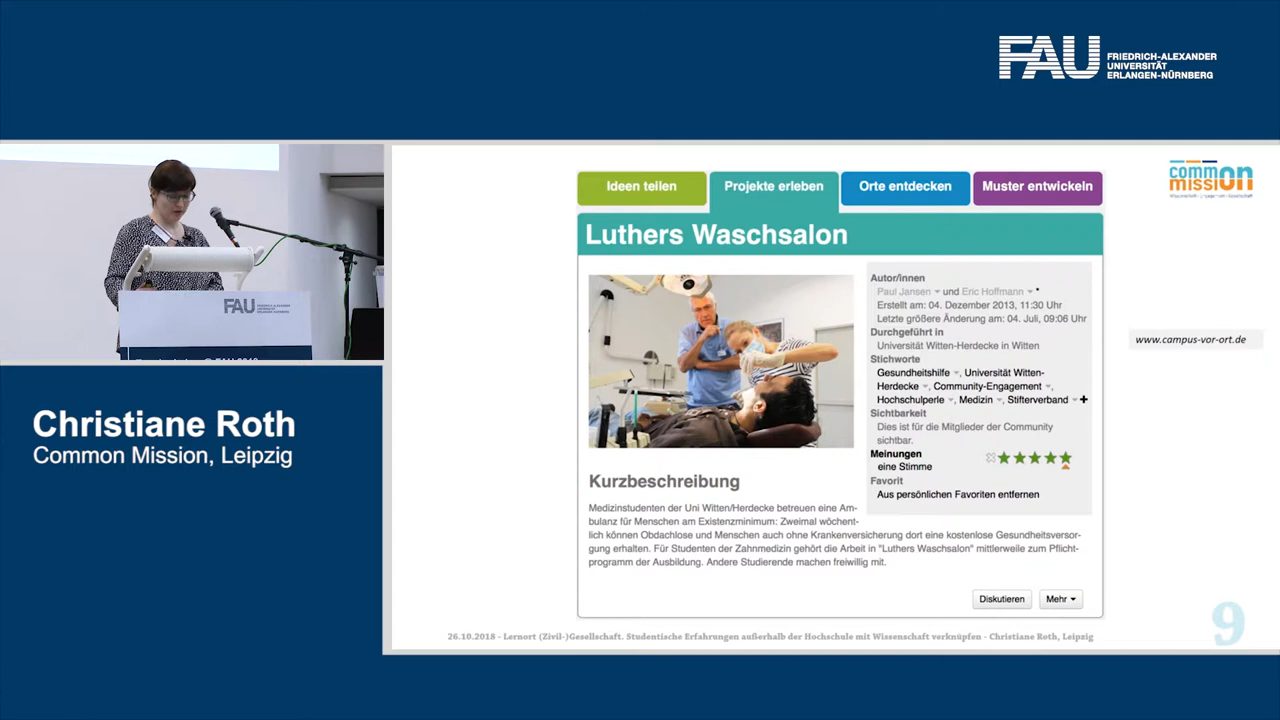 FAU FRIEDRICH-ALEXANDER
UNIVERSITÄT
ERLANGEN-NÜRNBERG
Ideen teilen
Projekte erleben
Orte entdecken
Muster entwickeln
common
mission
Luthers Waschsalon
Autor/innen
Paul Jansen und Eric Hoffmann
Erstellt am: 04. Dezember 2013, 11:30 Uhr
Letzte größere Änderung am: 04. Juli, 09:06 Uhr
Durchgeführt in
Universität Witten-Herdecke in Witten
Stichworte
Gesundheitshilfe, Universität Witten-
Herdecke, Community-Engagement,
Hochschulperle, Medizin, Stifterverband
Sichtbarkeit
Dies ist für die Mitglieder der Community
sichtbar.
Meinungen
eine Stimme
Favorit
Aus persönlichen Favoriten entfernen
www.campus-vor-ort.de
Kurzbeschreibung
Medizinstudenten der Uni Witten/Herdecke betreuen eine Am-
bulanz für Menschen am Existenzminimum: Zweimal wöchent-
lich können Obdachlose und Menschen auch ohne Krankenversicherung dort eine kostenlose Gesundheitsversor-
gung erhalten. Für Studenten der Zahnmedizin gehört die Arbeit in "Luthers Waschsalon" mittlerweile zum Pflicht-
programm der Ausbildung. Andere Studierende machen freiwillig mit.
Diskutieren
Mehr
26.10.2018 - Lernort (Zivil-)Gesellschaft. Studentische Erfahrungen außerhalb der Hochschule mit Wissenschaft verknüpfen - Christiane Roth, Leipzig
9
FAU FRIEDRICH-ALEXANDER
UNIVERSITÄT
ERLANGEN-NÜRNBERG
Christiane Roth
Common Mission, Leipzig